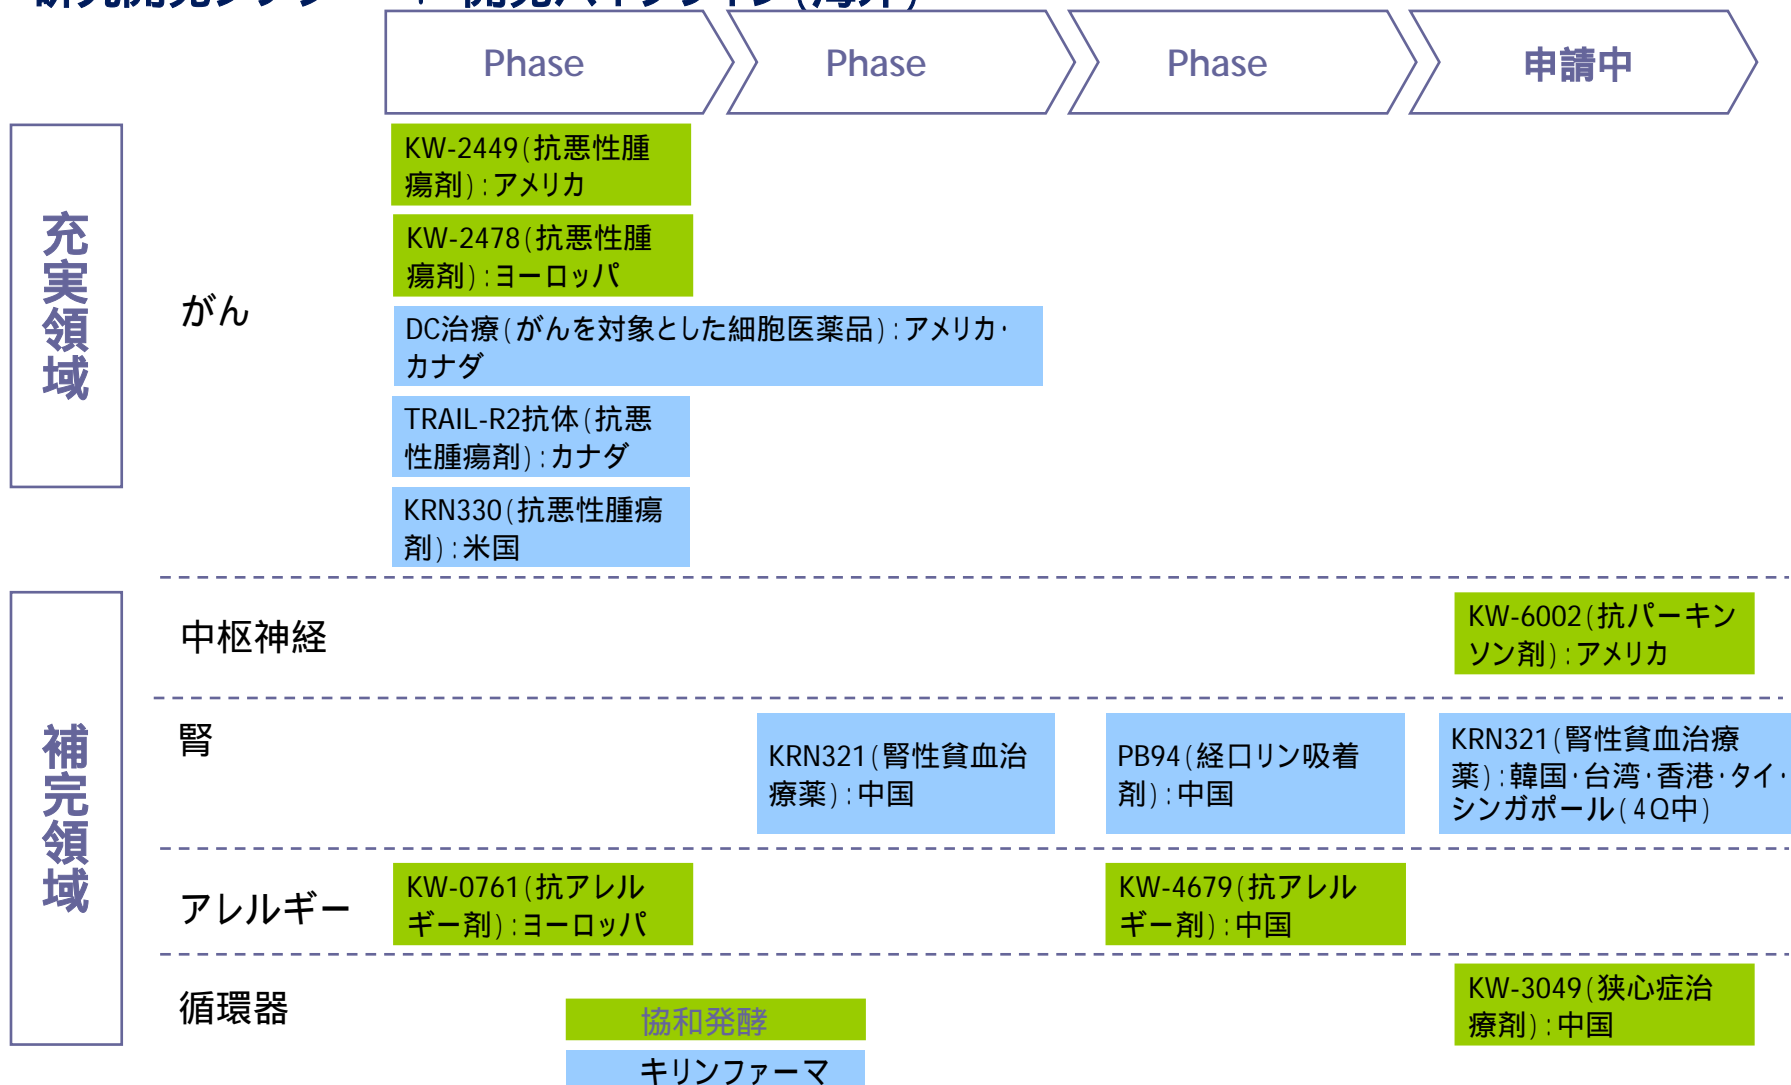 Phase
Phase
Phase
申請中
充実領域
がん
KW-2449(抗悪性腫
瘍剤):アメリカ
KW-2478(抗悪性腫
瘍剤):ヨーロッパ
DC治療(がんを対象とした細胞医薬品):アメリカ・
カナダ
TRAIL-R2抗体(抗悪
性腫瘍剤):カナダ
KRN330(抗悪性腫瘍
剤):米国
補完領域
中枢神経
KW-6002(抗パーキン
ソン剤):アメリカ
腎
KRN321(腎性貧血治
療薬):中国
PB94(経口リン吸着
剤):中国
KRN321(腎性貧血治療
薬):韓国・台湾・香港・タイ・
シンガポール(4Q中)
アレルギー
KW-0761(抗アレル
ギー剤):ヨーロッパ
KW-4679(抗アレル
ギー剤):中国
循環器
KW-3049(狭心症治
療剤):中国
協和発酵
キリンファーマ